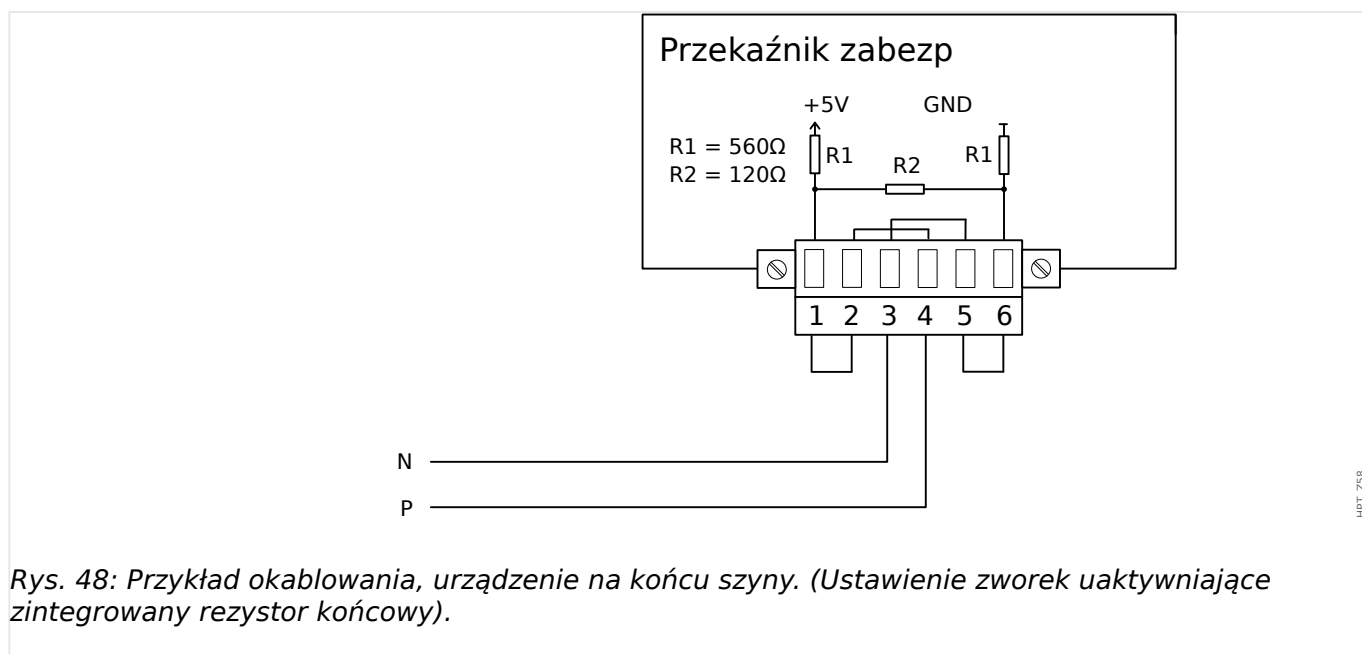 Przekaźnik zabezp
+5V GND
R1 = 560Ω
R2 = 120Ω
R1 R2 R1
1 2 3 4 5 6
N
P
HPT_Z58
Rys. 48: Przykład okablowania, urządzenie na końcu szyny. (Ustawienie zworek uaktywniające
zintegrowany rezystor końcowy).